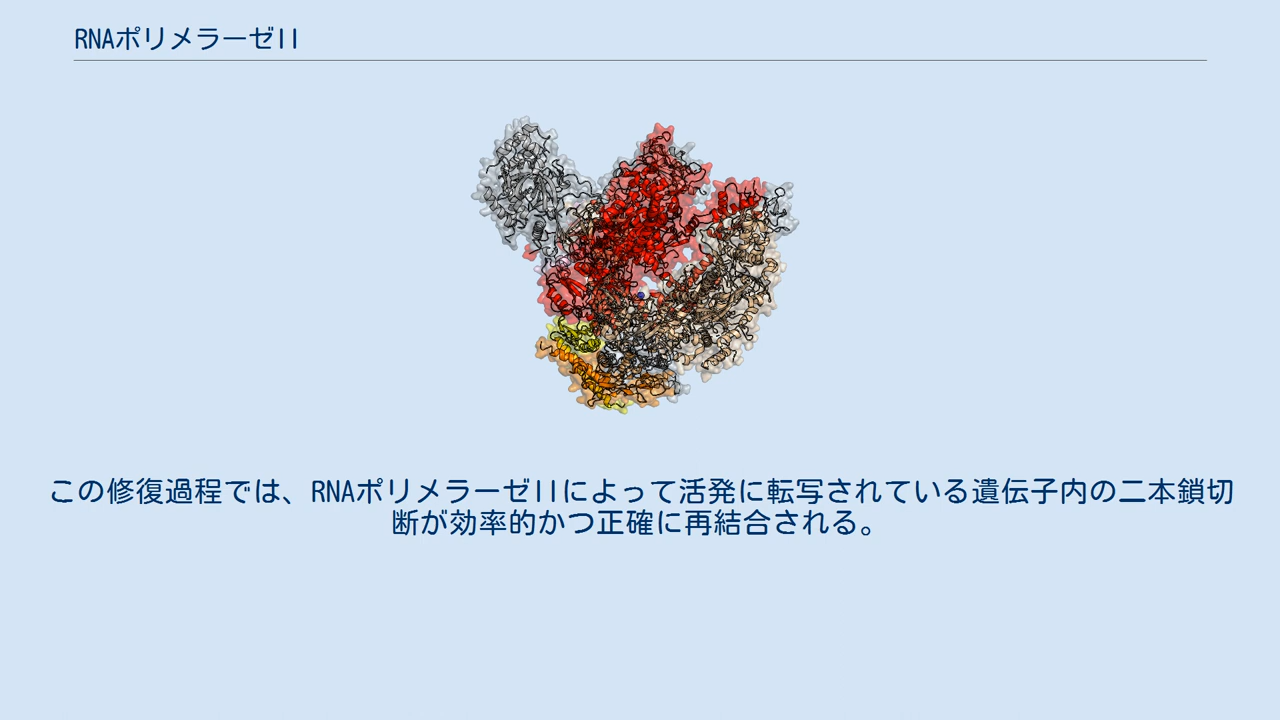 RNAポリメラーゼII
この修復過程では、RNAポリメラーゼIIによって活発に転写されている遺伝子内の二本鎖切
断が効率的かつ正確に再結合される。